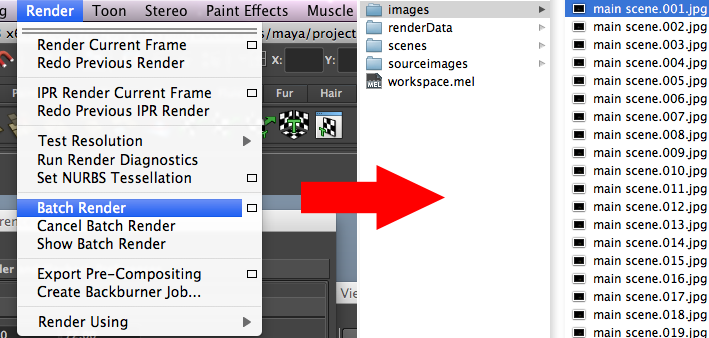 g Render Toon Stereo Paint Effects Muscle
/maya/project
Render Current Frame
Redo Previous Render
X: Y:
IPR Render Current Frame
Redo Previous IPR Render
Fur Hair
Test Resolution
Run Render Diagnostics
Set NURBS Tessellation
Batch Render
Cancel Batch Render
Show Batch Render
Export Pre-Compositing
Create Backburner Job...
Vie
Render Using
images
renderData
scenes
sourceimages
MEL workspace.mel
main scene.001.jpg
main scene.002.jpg
main scene.003.jpg
main scene.004.jpg
main scene.005.jpg
main scene.006.jpg
main scene.007.jpg
main scene.008.jpg
main scene.009.jpg
main scene.010.jpg
main scene.011.jpg
main scene.012.jpg
main scene.013.jpg
main scene.014.jpg
main scene.015.jpg
main scene.016.jpg
main scene.017.jpg
main scene.018.jpg
main scene.019.jpg